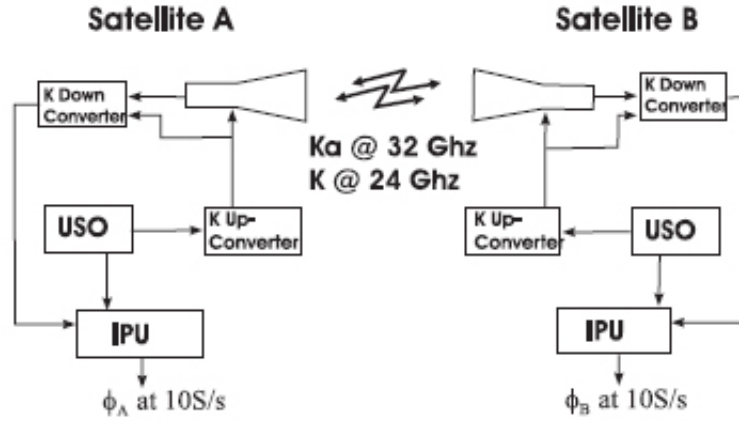 Satellite A
Satellite B
K Down
Converter
K Down
Converter
Ka @ 32 Ghz
K @ 24 Ghz
USO
K Up-
Converter
K Up-
Converter
USO
IPU
IPU
ϕA at 10S/s
ϕB at 10S/s